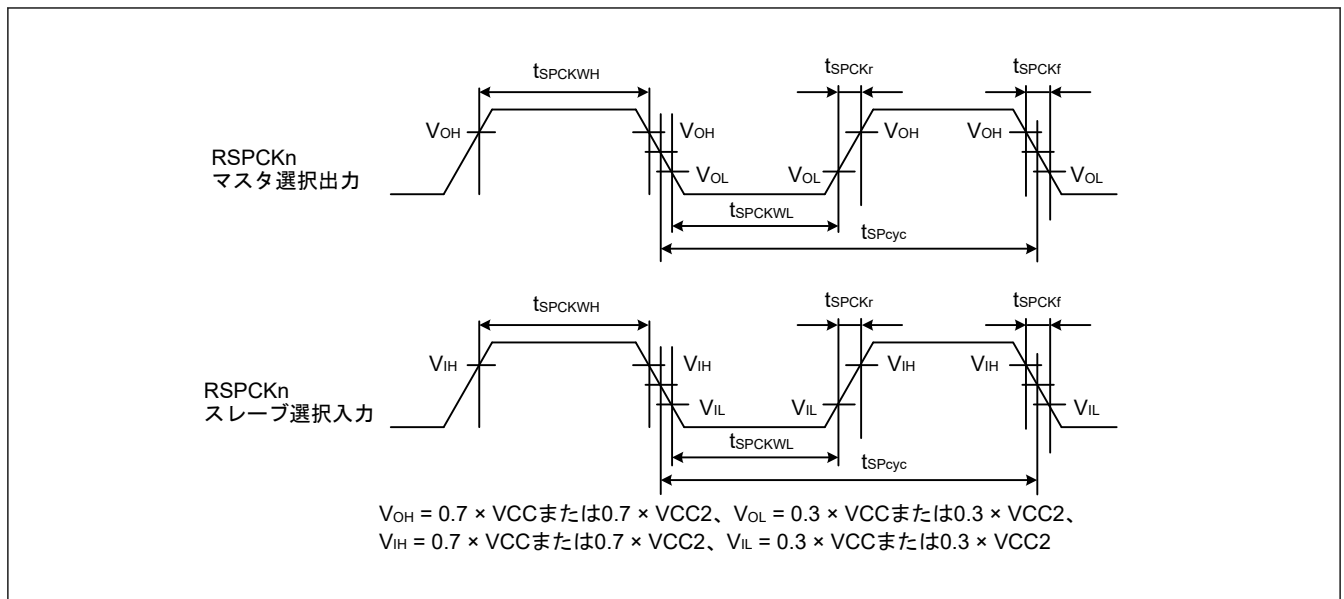 tSPCKWH
tSPCKr
tSPCKf
VOH
VOH
VOH
VOH
RSPCKn
マスタ選択出力
VOL
VOL
VOL
tSPCKWL
tSPcyc
tSPCKWH
tSPCKr
tSPCKf
VIH
VIH
VIH
VIH
RSPCKn
スレーブ選択入力
VIL
VIL
VIL
tSPCKWL
tSPcyc
VOH = 0.7 × VCCまたは0.7 × VCC2、VOL = 0.3 × VCCまたは0.3 × VCC2、
VIH = 0.7 × VCCまたは0.7 × VCC2、VIL = 0.3 × VCCまたは0.3 × VCC2